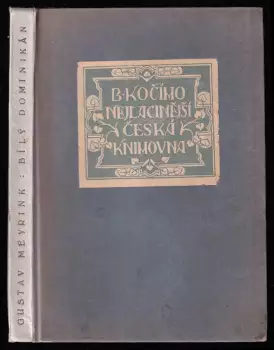 GUSTAV MEYRINK: BÍLÝ DOMINIKÁN
B. KOČÍHO
NEJLACINĚJŠÍ
ČESKÁ
KNIHOVNA